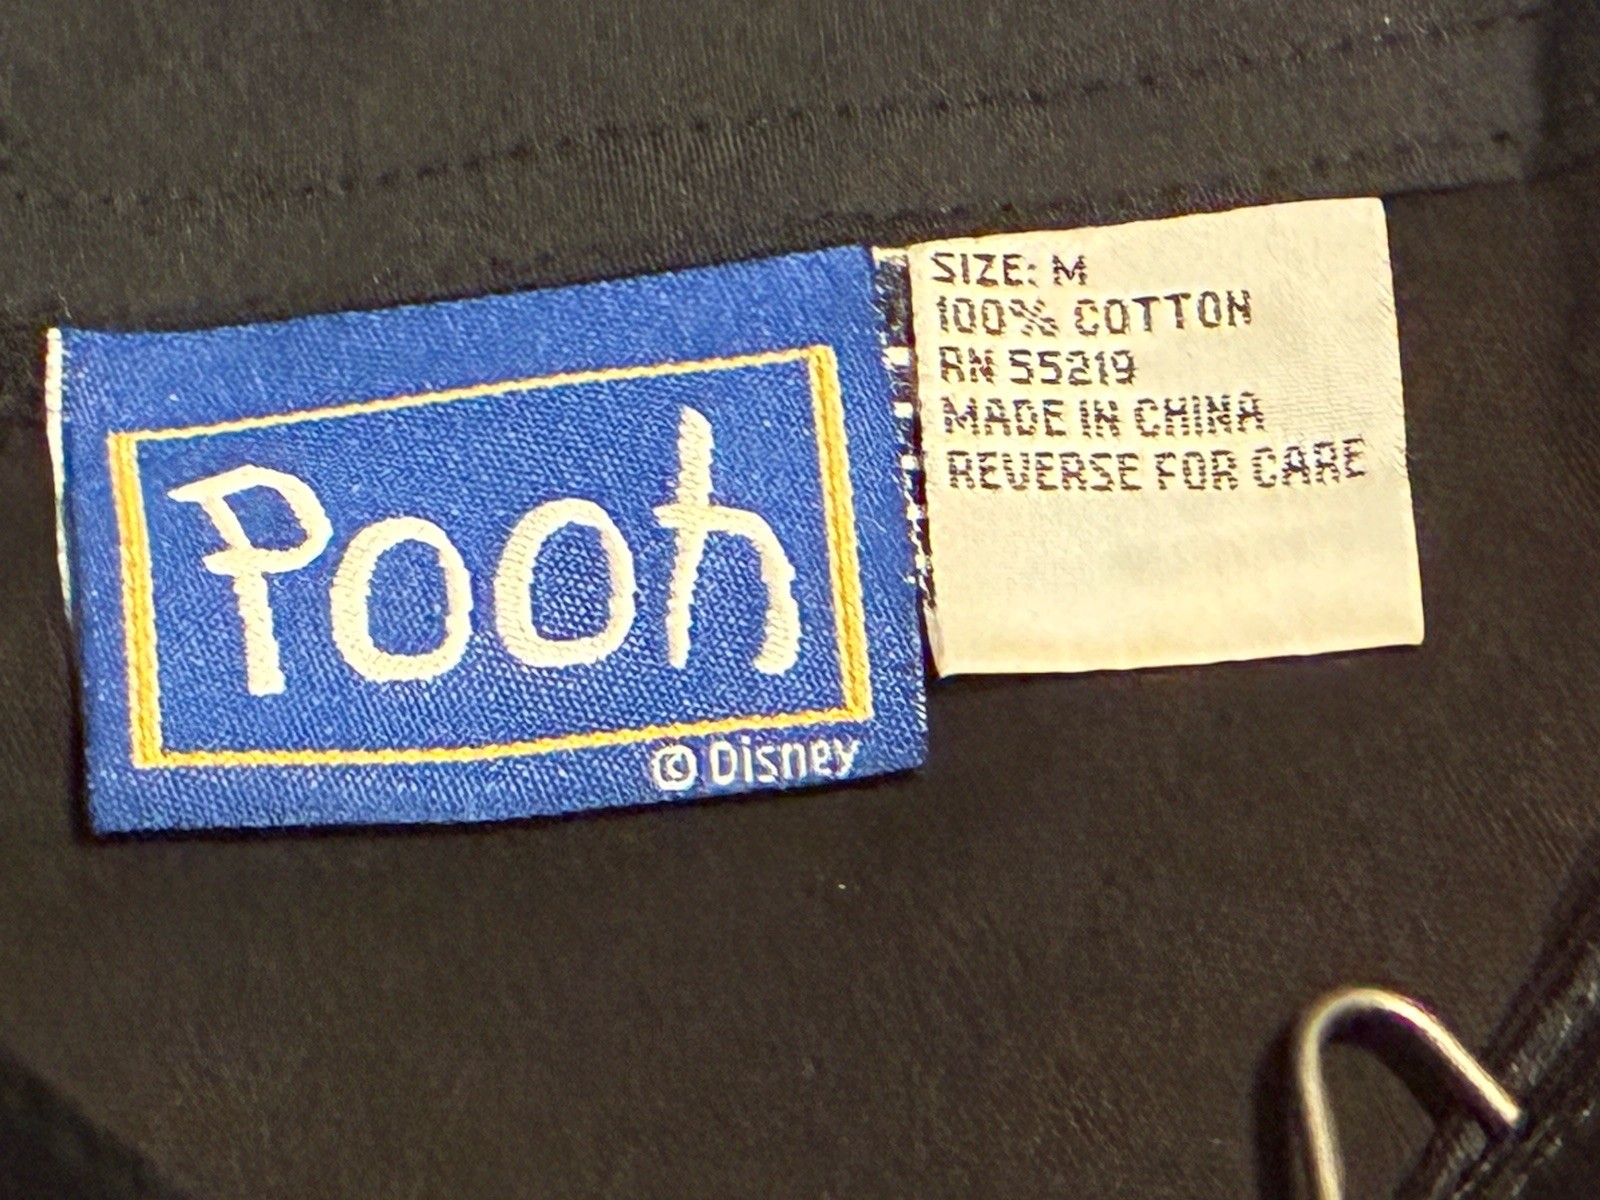 Pooh
© Disney
SIZE: M
100% COTTON
RN 55219
MADE IN CHINA
REVERSE FOR CARE